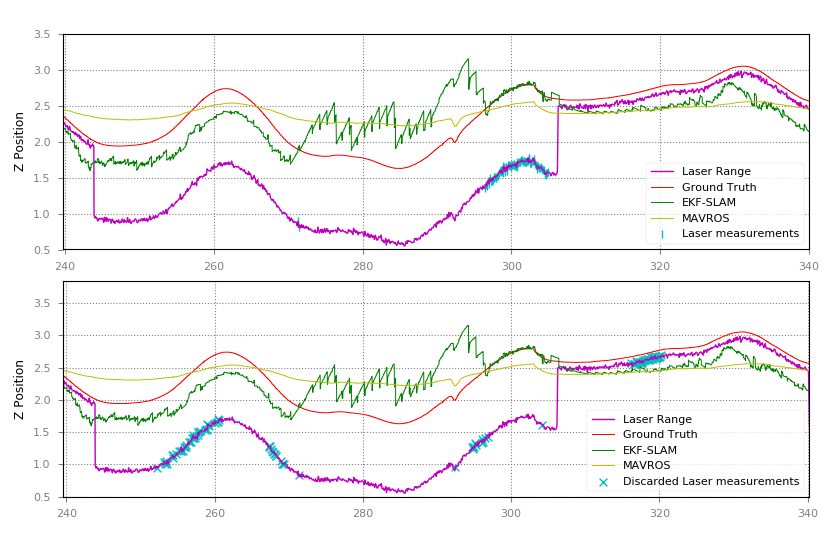 3.5
3.0
2.5
2.0
1.5
1.0
0.5
Z Position
Laser Range
Ground Truth
EKF-SLAM
MAVROS
Laser measurements
240 260 280 300 320 340
3.5
3.0
2.5
2.0
1.5
1.0
0.5
Z Position
Laser Range
Ground Truth
EKF-SLAM
MAVROS
Discarded Laser measurements
240 260 280 300 320 340